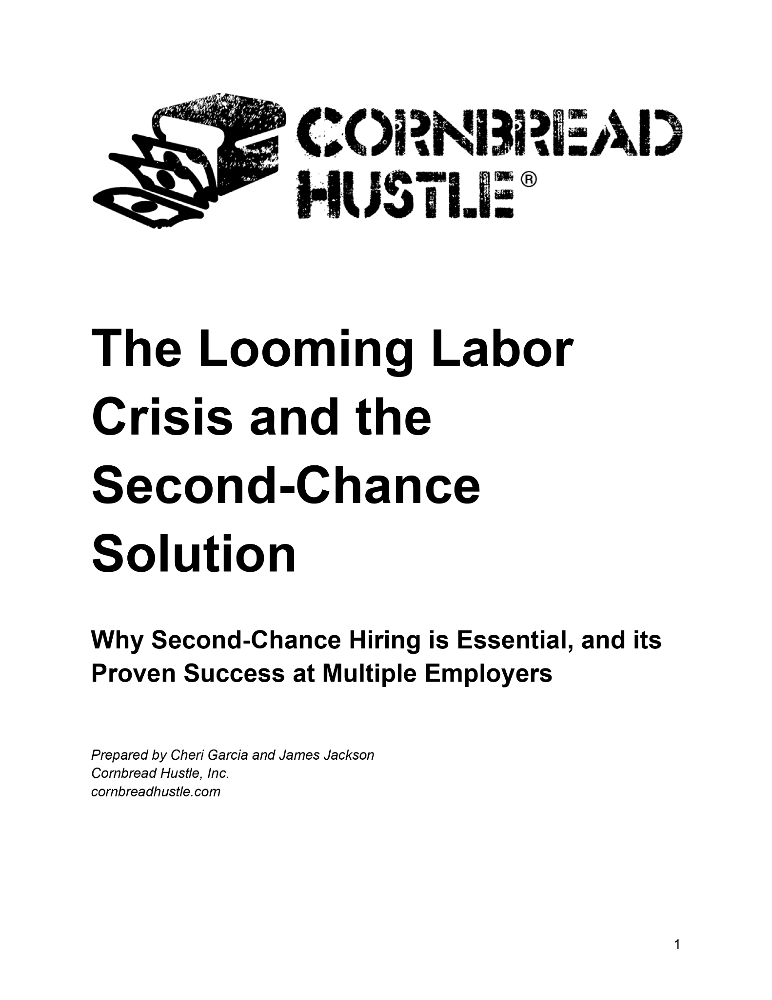 CORNBREAD
HUSTLE®
The Looming Labor
Crisis and the
Second-Chance
Solution
Why Second-Chance Hiring is Essential, and its
Proven Success at Multiple Employers
Prepared by Cheri Garcia and James Jackson
Cornbread Hustle, Inc.
cornbreadhustle.com
1